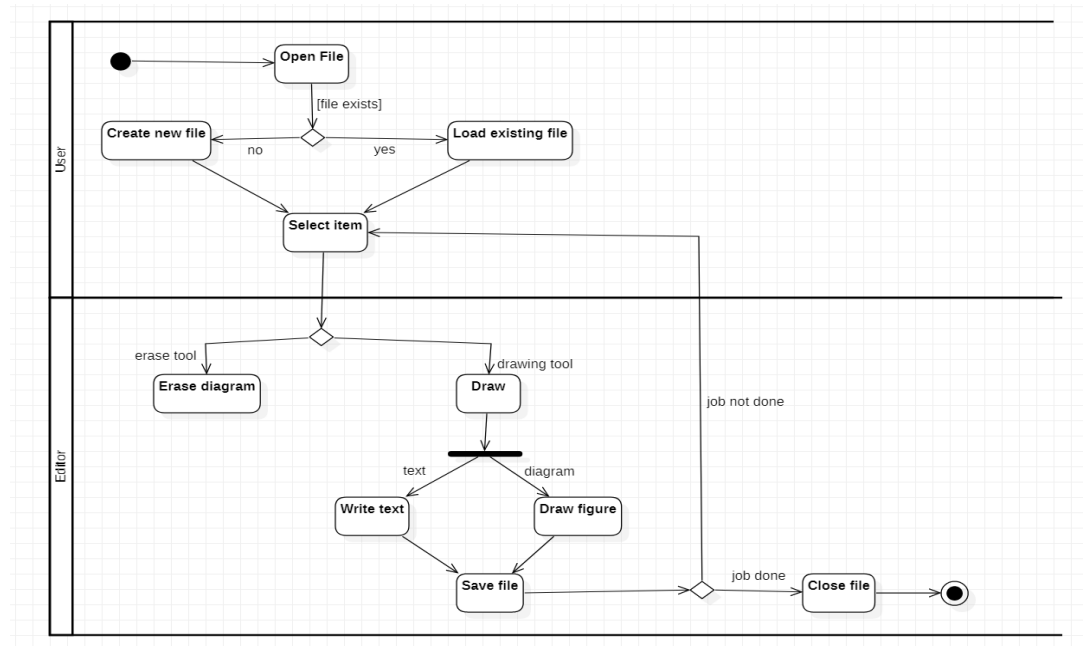 Open File
[file exists]
Create new file
Load existing file
no
yes
User
Select item
erase tool
drawing tool
Erase diagram
Draw
job not done
Editor
text
diagram
Write text
Draw figure
job done
Save file
Close file